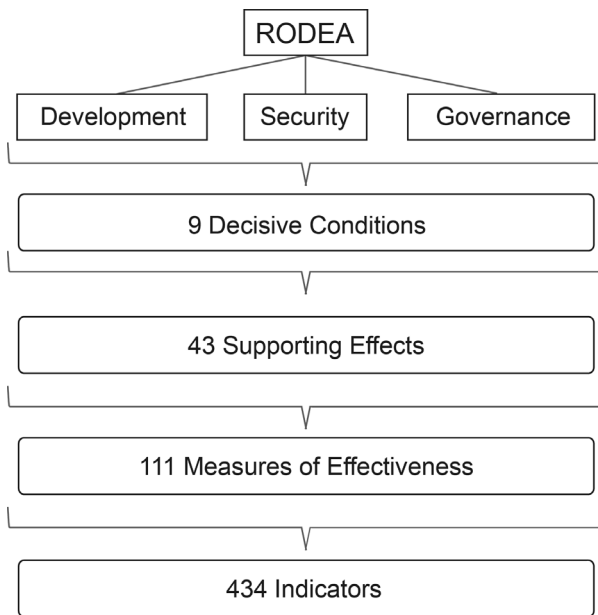 RODEA
Development
Security
Governance
9 Decisive Conditions
43 Supporting Effects
111 Measures of Effectiveness
434 Indicators